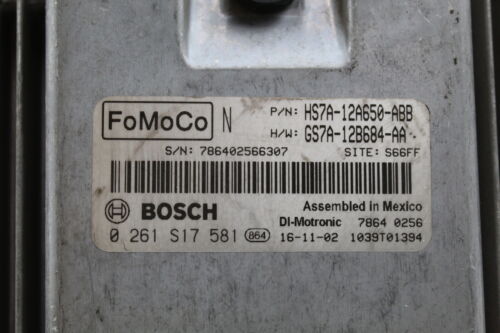 FoMoCo N P/N: HS7A-12A650-ABB
H/W: GS7A-12B684-AA
S/N: 786402566307 SITE: S66FF
BOSCH Assembled in Mexico
DI-Motronic 7864 0256
0 261 S17 581 864 16-11-02 1039T01394